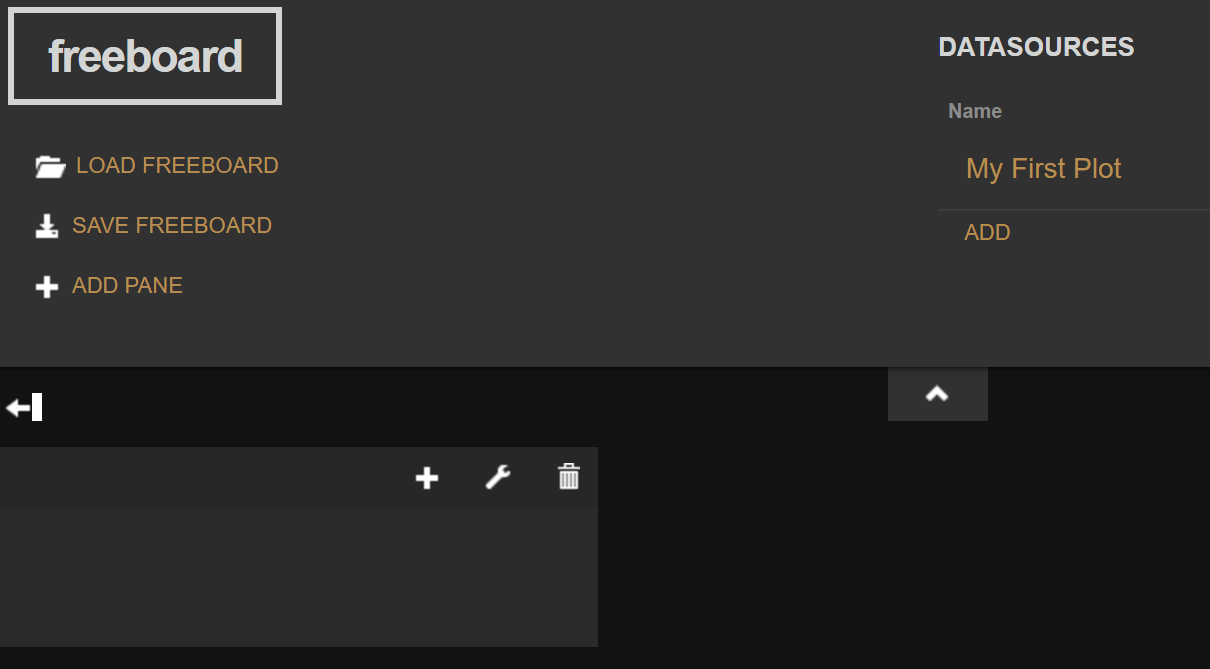 freeboard
LOAD FREEBOARD
SAVE FREEBOARD
ADD PANE
DATASOURCES
Name
My First Plot
ADD